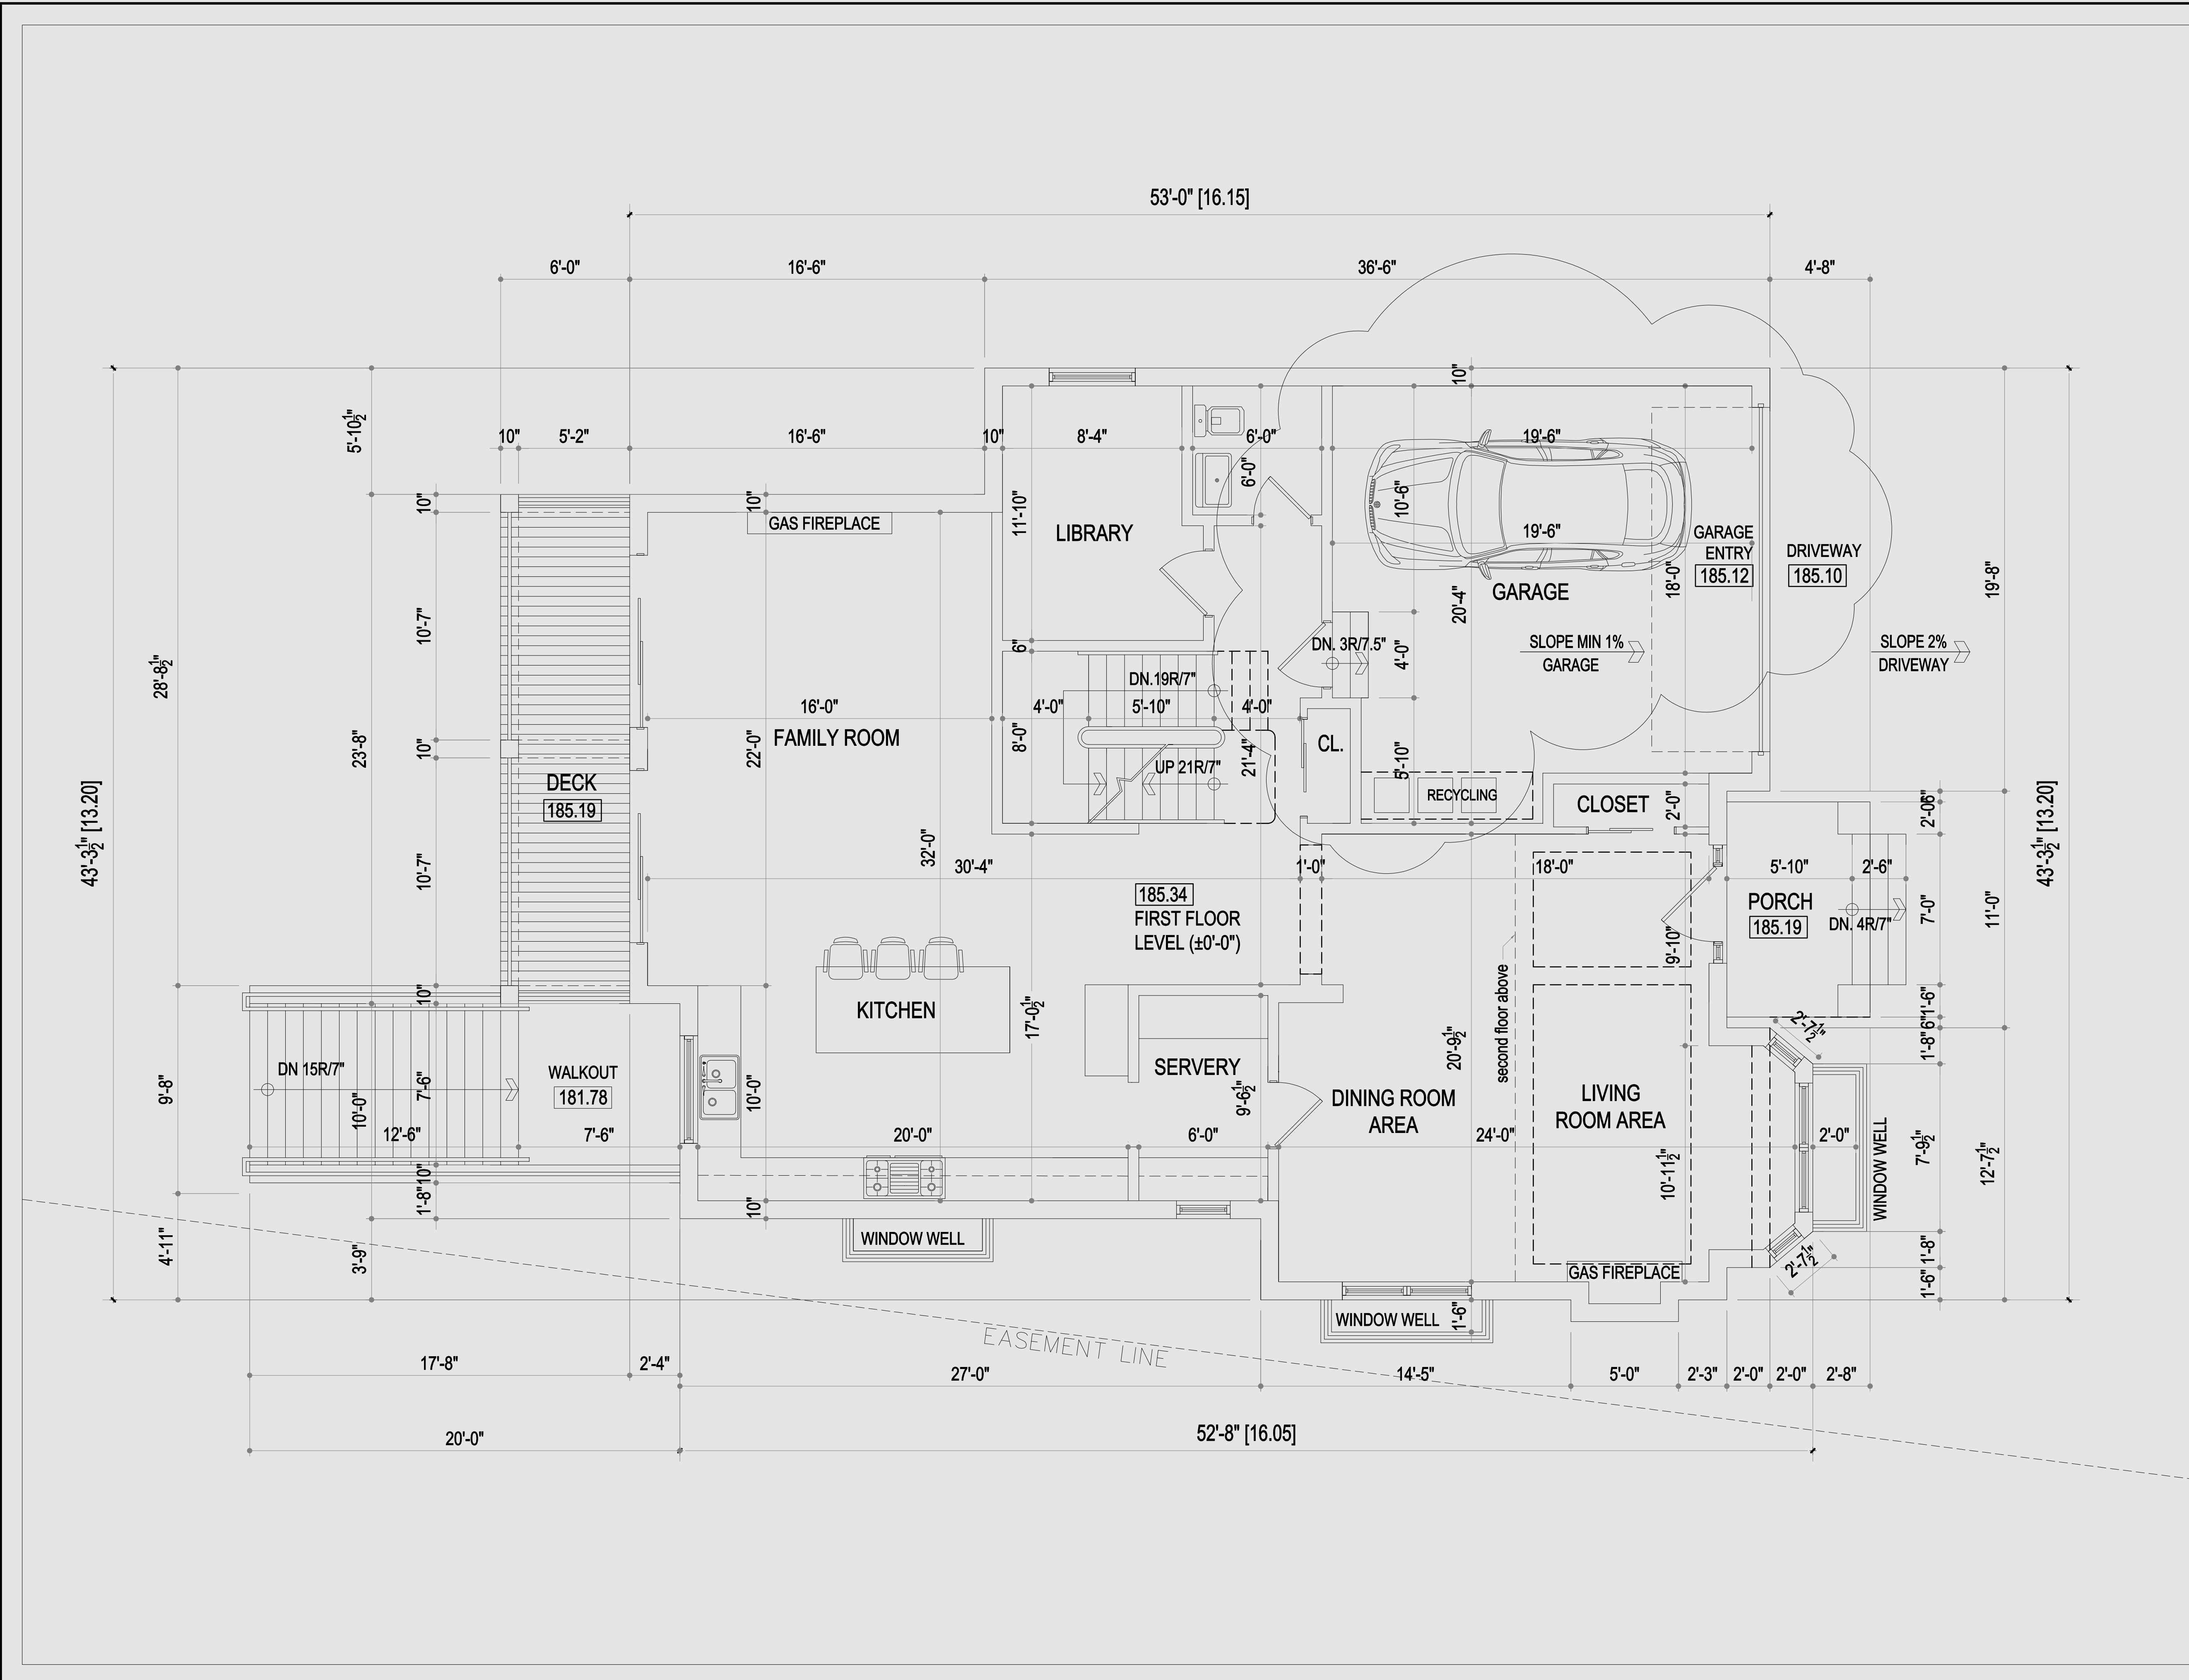 53'-0" [16.15]
6'-0"
16'-6"
36'-6"
4'-8"
10"
5'-10½"
10"
5'-2"
16'-6"
10"
8'-4"
6'-0"
19'-6"
6'-0"
10"
10"
GAS FIREPLACE
11'-10"
LIBRARY
10'-6"
19'-6"
GARAGE
ENTRY
185.12
DRIVEWAY
185.10
18'-0"
19'-8"
20'-4"
GARAGE
10'-7"
28'-8½"
6"
DN. 3R/7.5"
4'-0"
SLOPE MIN 1%
GARAGE
SLOPE 2%
DRIVEWAY
DN.19R/7"
16'-0"
FAMILY ROOM
4'-0"
5'-10"
4'-0"
8'-0"
22'-0"
21'-4"
CL.
23'-8"
10"
DECK
185.19
UP 21R/7"
5'-10"
RECYCLING
CLOSET
2'-0"
2'-06"
43'-3½" [13.20]
43'-3½" [13.20]
32'-0"
10'-7"
30'-4"
1'-0"
18'-0"
5'-10"
2'-6"
185.34
FIRST FLOOR
LEVEL (±0'-0")
PORCH
185.19
DN. 4R/7"
7'-0"
11'-0"
9'-10"
second floor above
10"
KITCHEN
17'-0½"
1'-6"
6"
2'-7½"
20'-9½"
1'-8"
DN 15R/7"
WALKOUT
181.78
SERVERY
9'-8"
10'-0"
7'-6"
10'-0"
9'-6½"
DINING ROOM
AREA
LIVING
ROOM AREA
12'-6"
7'-6"
20'-0"
6'-0"
24'-0"
2'-0"
WINDOW WELL
7'-9½"
12'-7½"
10'-11½"
10"
1'-8"
10"
4'-11"
3'-9"
WINDOW WELL
1'-8"
2'-7½"
GAS FIREPLACE
1'-6"
WINDOW WELL
1'-6"
EASEMENT LINE
17'-8"
2'-4"
27'-0"
14'-5"
5'-0"
2'-3"
2'-0"
2'-0"
2'-8"
20'-0"
52'-8" [16.05]